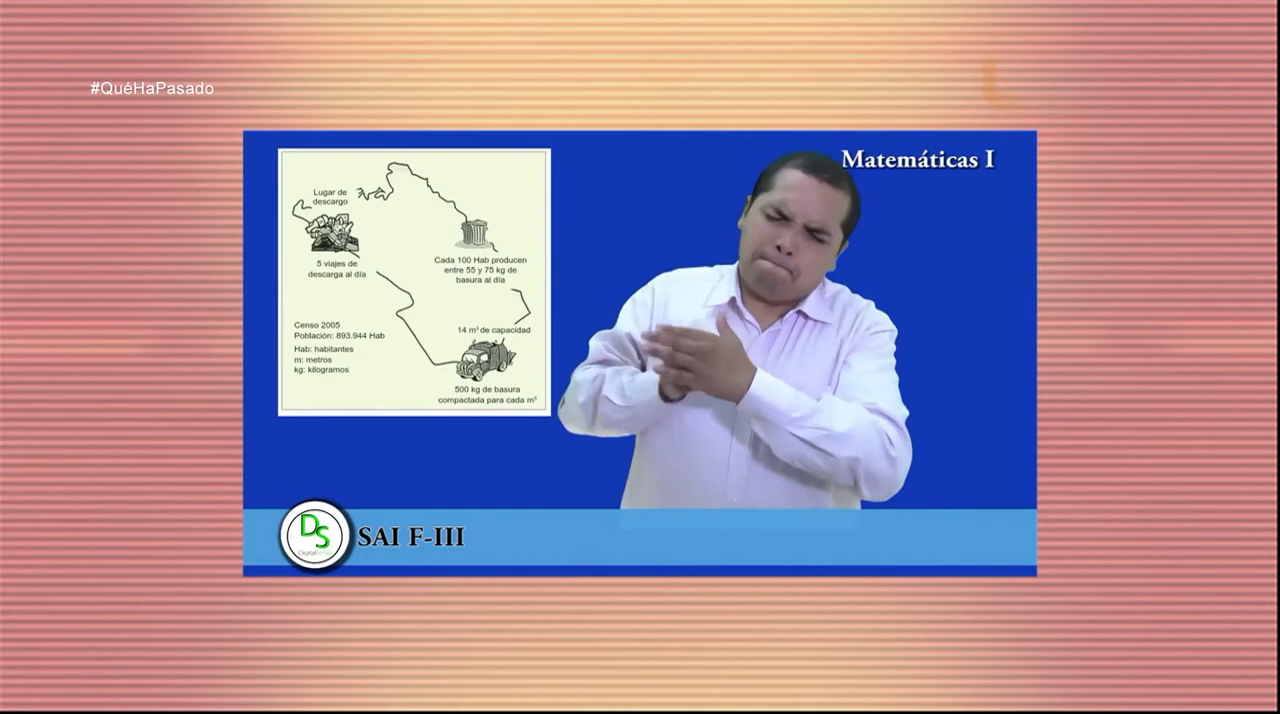 #QuéHaPasado
Matemáticas I
Lugar de
descargo
5 viajes de
descarga al día
Cada 100 Hab producen
entre 55 y 75 kg de
basura al día
Censo 2005
Población: 893.944 Hab
Hab: habitantes
m: metros
kg: kilogramos
14 m³ de capacidad
500 kg de basura
compactada para cada m³
DS
SAI F-III